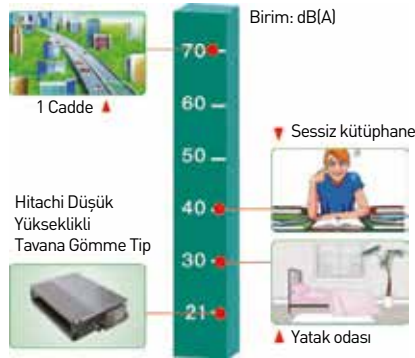 Birim: dB(A)
70
1 Cadde
60
50
Sessiz kütüphane
40
Hitachi Düşük
Yükseklikli
Tavana Gömme Tip
30
21
Yatak odası